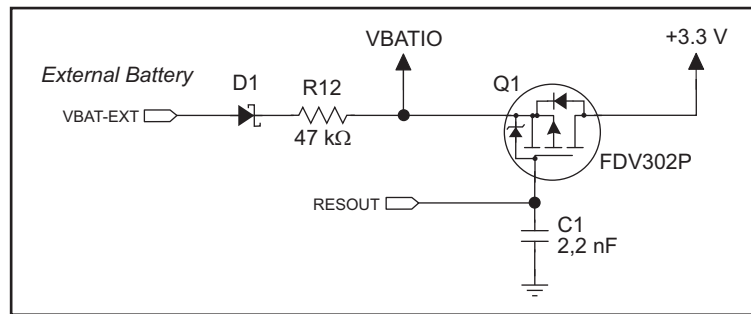 VBATIO
+3.3 V
External Battery
D1
R12
Q1
VBAT-EXT
47 kΩ
FDV302P
RESOUT
C1
2,2 nF